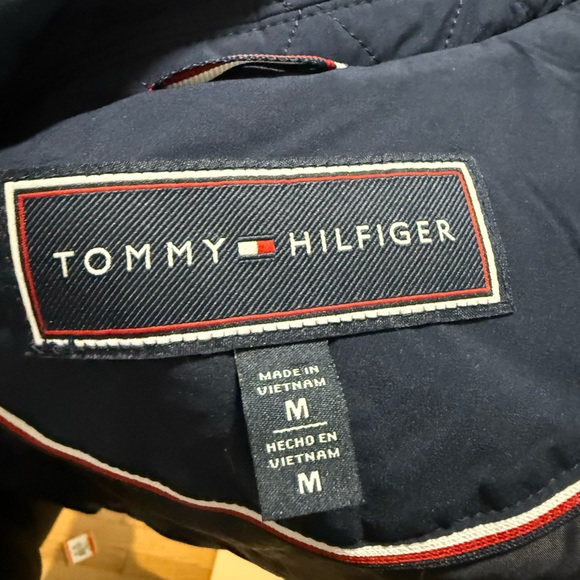 TOMMY HILFIGER
MADE IN
VIETNAM
M
HECHO EN
VIETNAM
M